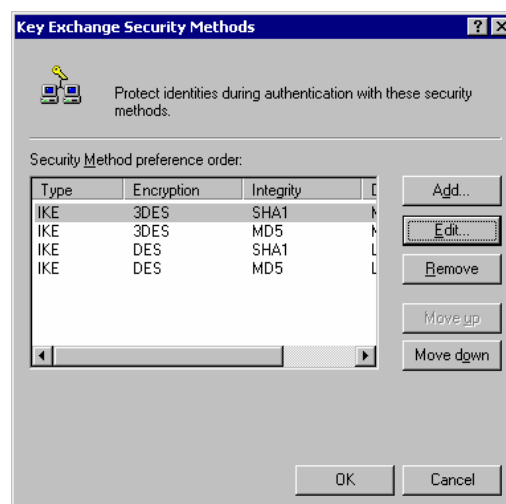 Key Exchange Security Methods
Protect identities during authentication with these security
methods.
Security Method preference order:
Type Encryption Integrity
IKE 3DES SHA1
IKE 3DES MD5
IKE DES SHA1
IKE DES MD5
Add...
Edit...
Remove
Move up
Move down
OK Cancel